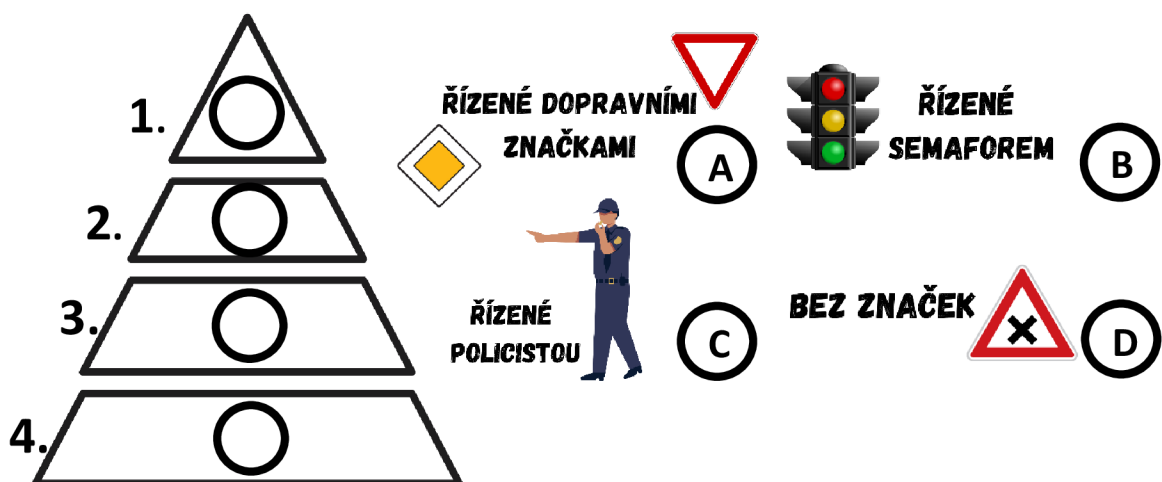 1.
2.
3.
4.
ŘÍZENÉ DOPRAVNÍMI
ZNAČKAMI
A
ŘÍZENÉ
SEMAFOREM
B
ŘÍZENÉ
POLICISTOU
C
BEZ ZNAČEK
D